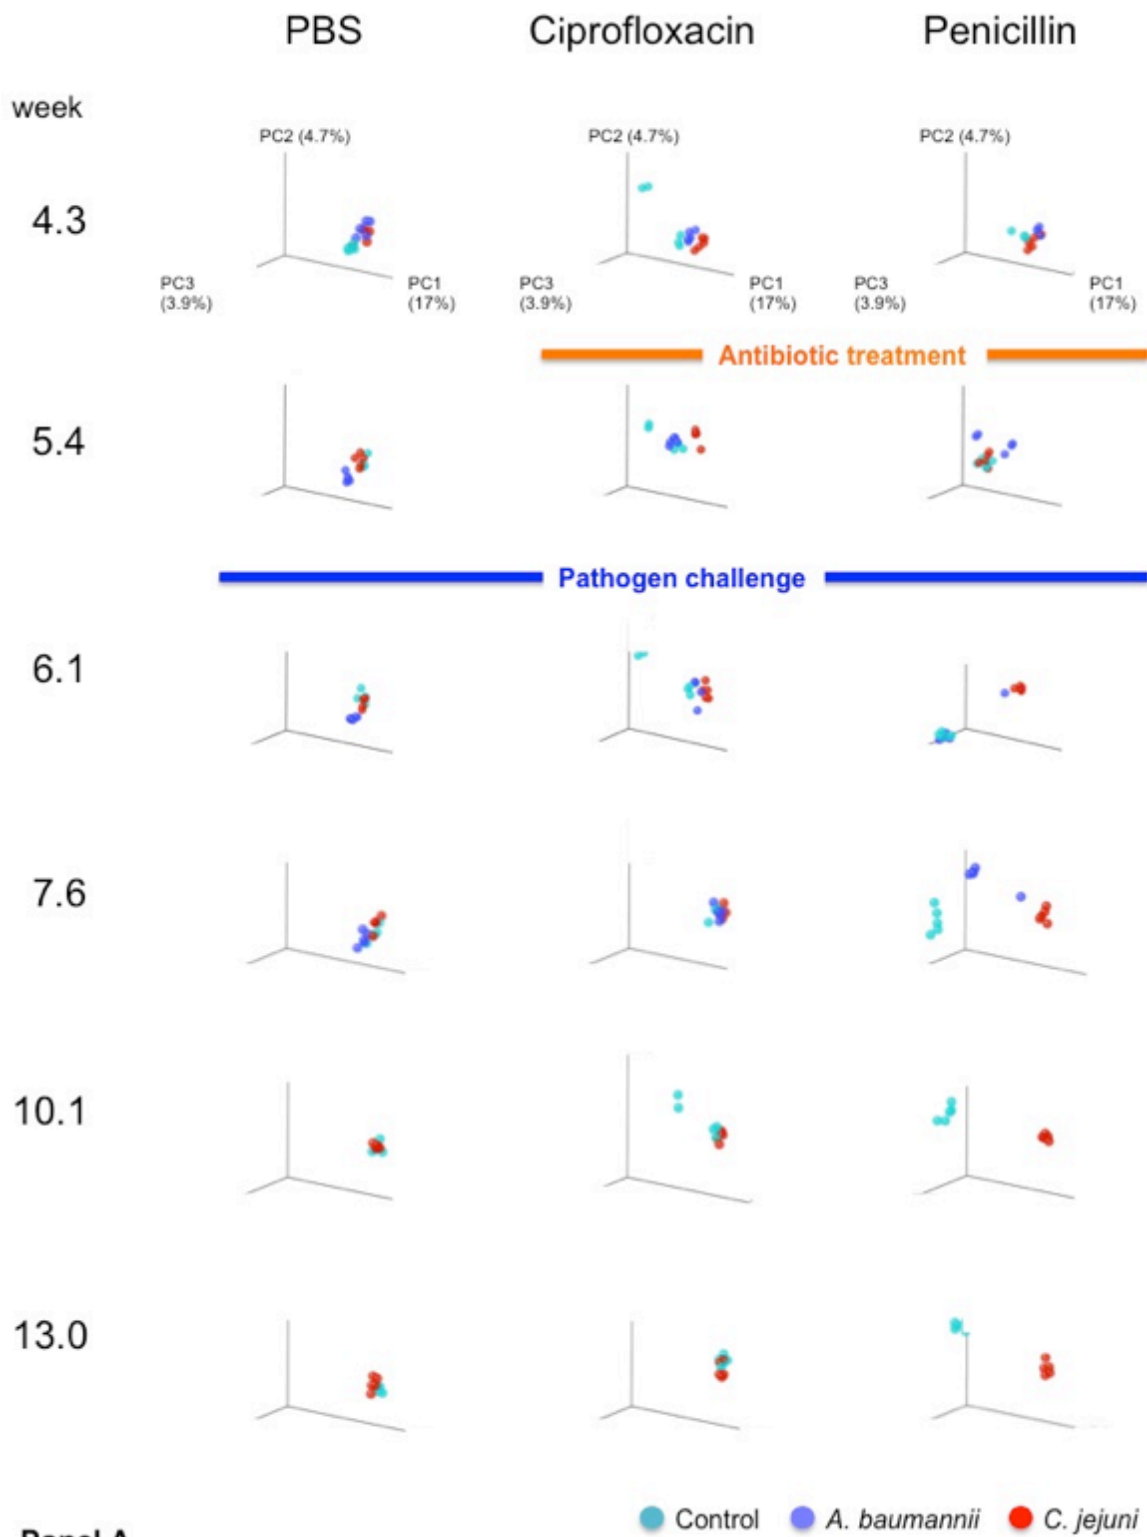 PBS Ciprofloxacin Penicillin
week
PC2 (4.7%) PC2 (4.7%) PC2 (4.7%)
4.3
PC3 PC1 PC3 PC1 PC3 PC1
(3.9%) (17%) (3.9%) (17%) (3.9%) (17%)
Antibiotic treatment
5.4
Pathogen challenge
6.1
7.6
10.1
13.0
Control A. baumannii C. jejuni
Panel A